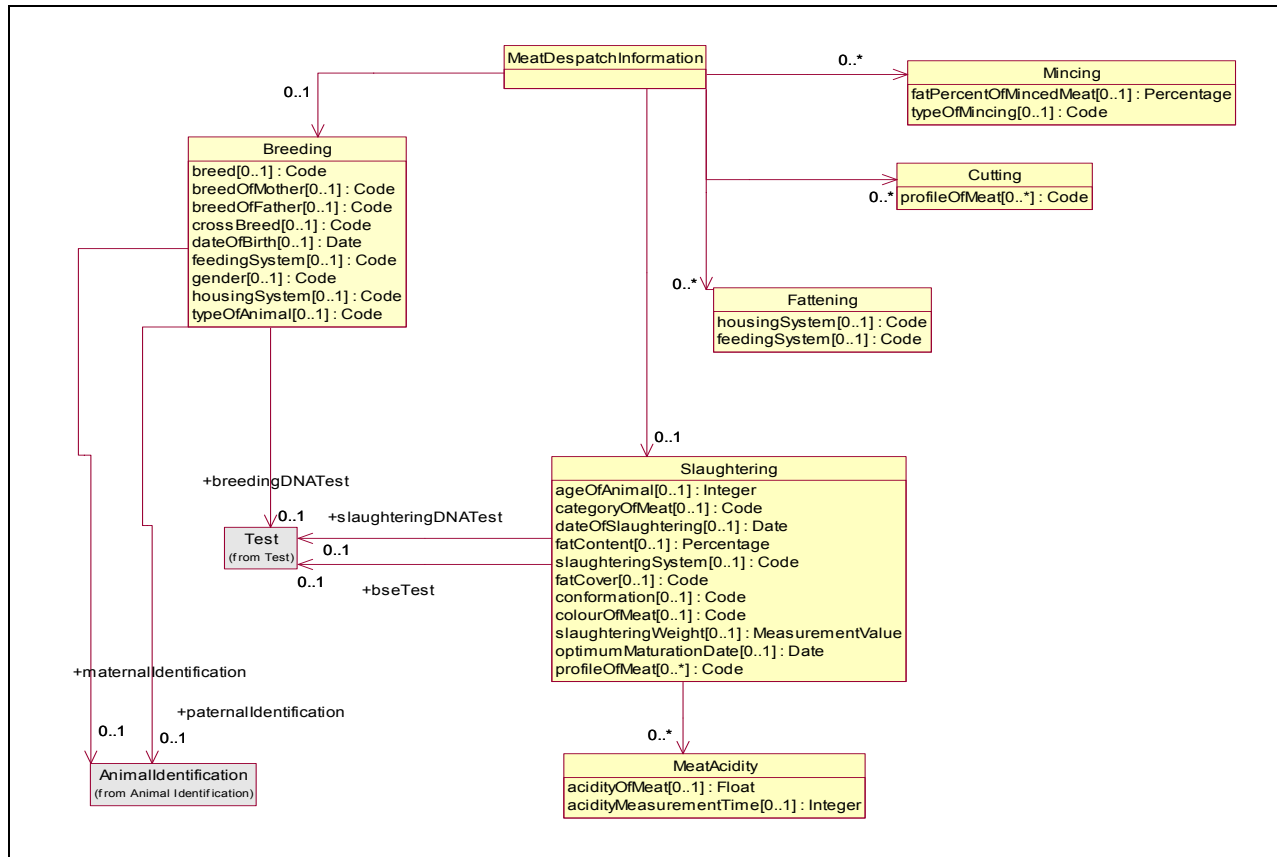 MeatDespatchInformation
0..*
Mincing
fatPercentOfMincedMeat[0..1] : Percentage
typeOfMincing[0..1] : Code
0..1
Breeding
breed[0..1] : Code
breedOfMother[0..1] : Code
breedOfFather[0..1] : Code
crossBreed[0..1] : Code
dateOfBirth[0..1] : Date
feedingSystem[0..1] : Code
gender[0..1] : Code
housingSystem[0..1] : Code
typeOfAnimal[0..1] : Code
Cutting
0..*
profileOfMeat[0..*] : Code
0..*
Fattening
housingSystem[0..1] : Code
feedingSystem[0..1] : Code
0..1
Slaughtering
ageOfAnimal[0..1] : Integer
categoryOfMeat[0..1] : Code
dateOfSlaughtering[0..1] : Date
fatContent[0..1] : Percentage
slaughteringSystem[0..1] : Code
fatCover[0..1] : Code
conformation[0..1] : Code
colourOfMeat[0..1] : Code
slaughteringWeight[0..1] : MeasurementValue
optimumMaturationDate[0..1] : Date
profileOfMeat[0..*] : Code
+breedingDNATest
0..1
+slaughteringDNATest
0..1
Test
(from Test)
0..1
+bseTest
+maternalIdentification
+paternalIdentification
0..1
0..1
AnimalIdentification
(from Animal Identification)
0..*
MeatAcidity
acidityOfMeat[0..1] : Float
acidityMeasurementTime[0..1] : Integer